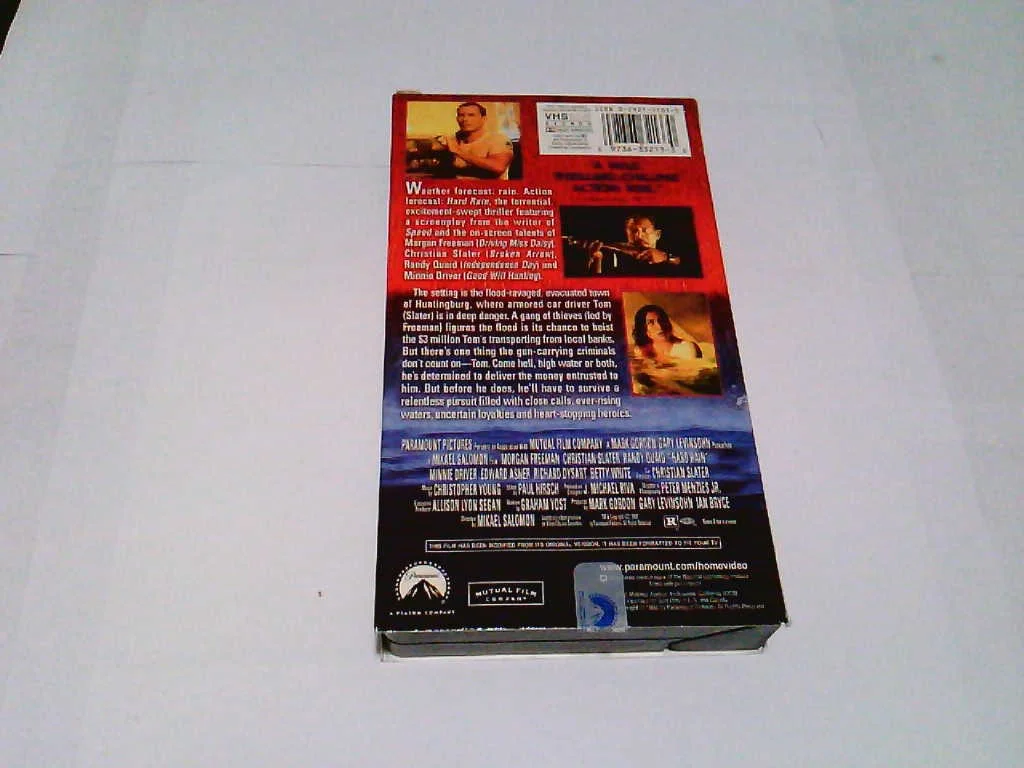 VHS
"A WILD,
ACTION RIDE."
Weather forecast: rain. Action
forecast: Hard Rain, the torrential,
excitement-swept thriller featuring
a screenplay from the writer of
Speed and the on-screen talents of
Morgan Freeman (Driving Miss Daisy),
Christian Slater (Broken Arrow),
Randy Quaid (Independence Day) and
Minnie Driver (Good Will Hunting).
The setting is the flood-ravaged, evacuated town
of Huntingburg, where armored car driver Tom
(Slater) is in deep danger. A gang of thieves (led by
Freeman) figures the flood is its chance to heist
the $3 million Tom's transporting from local banks.
But there's one thing the gun-carrying criminals
don't count on—Tom. Come hell, high water or both,
he's determined to deliver the money entrusted to
him. But before he does, he'll have to survive a
relentless pursuit filled with close calls, ever-rising
waters, uncertain loyalties and heart-stopping heroics.
PARAMOUNT PICTURES MUTUAL FILM COMPANY A MARK GORDON GARY LEVINSOHN
A MIKAEL SALOMON MORGAN FREEMAN CHRISTIAN SLATER RANDY QUAID "HARD RAIN"
MINNIE DRIVER EDWARD ASNER RICHARD DYSART BETTY WHITE CHRISTIAN SLATER
CHRISTOPHER YOUNG PAUL HIRSCH J. MICHAEL RIVA PETER MENZIES JR.
ALLISON LYON SEGAN GRAHAM YOST MARK GORDON GARY LEVINSOHN IAN BRYCE
MIKAEL SALOMON R
THIS FILM HAS BEEN MODIFIED FROM ITS ORIGINAL VERSION. IT HAS BEEN FORMATTED TO FIT YOUR TV
www.paramount.com/homevideo
Paramount
A VIACOM COMPANY
MUTUAL FILM
COMPANY